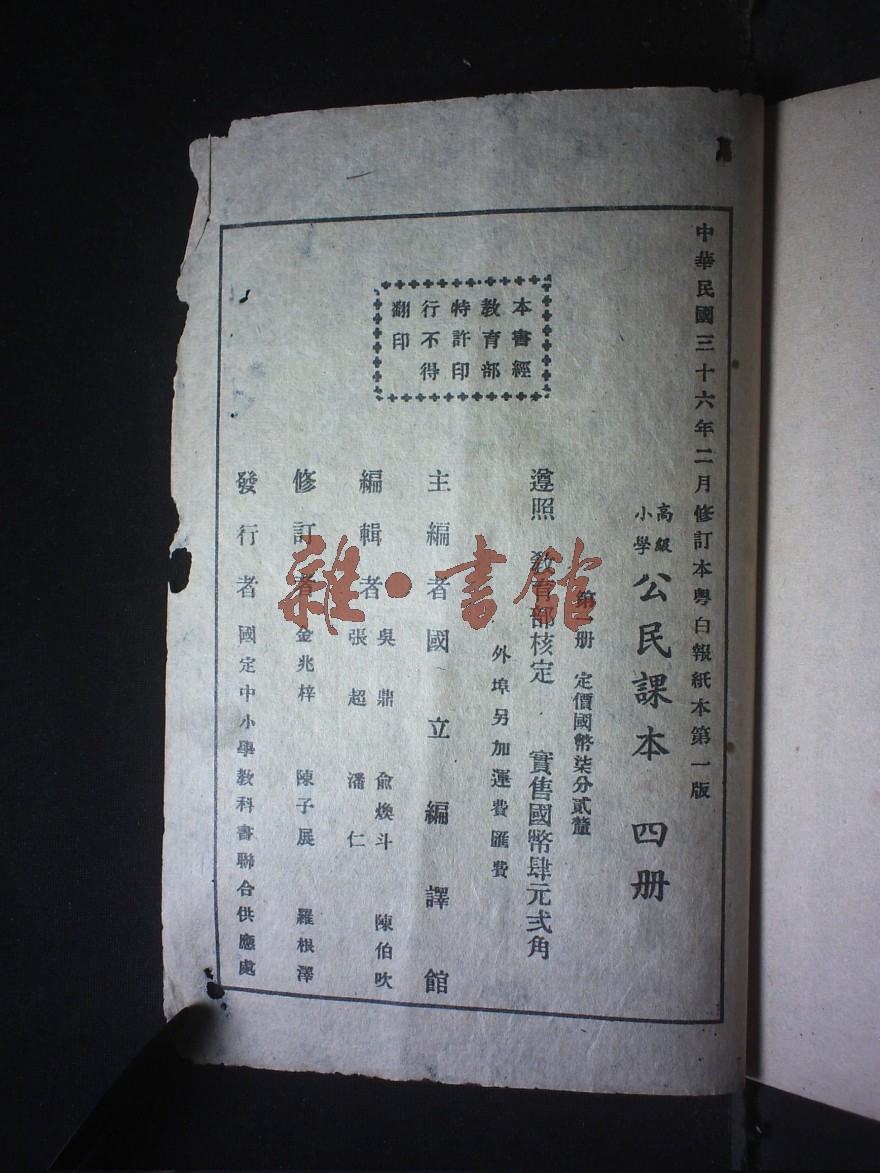 中華民國三十六年二月修訂本粤白報紙本第一版
高級小學 公民課本 四册
第一册 定價國幣柒分貳釐
遵照 教育部核定 實售國幣肆元弍角
外埠另加運費匯費
本書經
教育部
特許印
行不得
翻印
主編者 國立編譯館
編輯者 吳鼎 俞煥斗 陳伯吹
張超 潘仁
修訂者 金兆梓 陳子展 羅根澤
發行者 國定中小學教科書聯合供應處
雜·書館